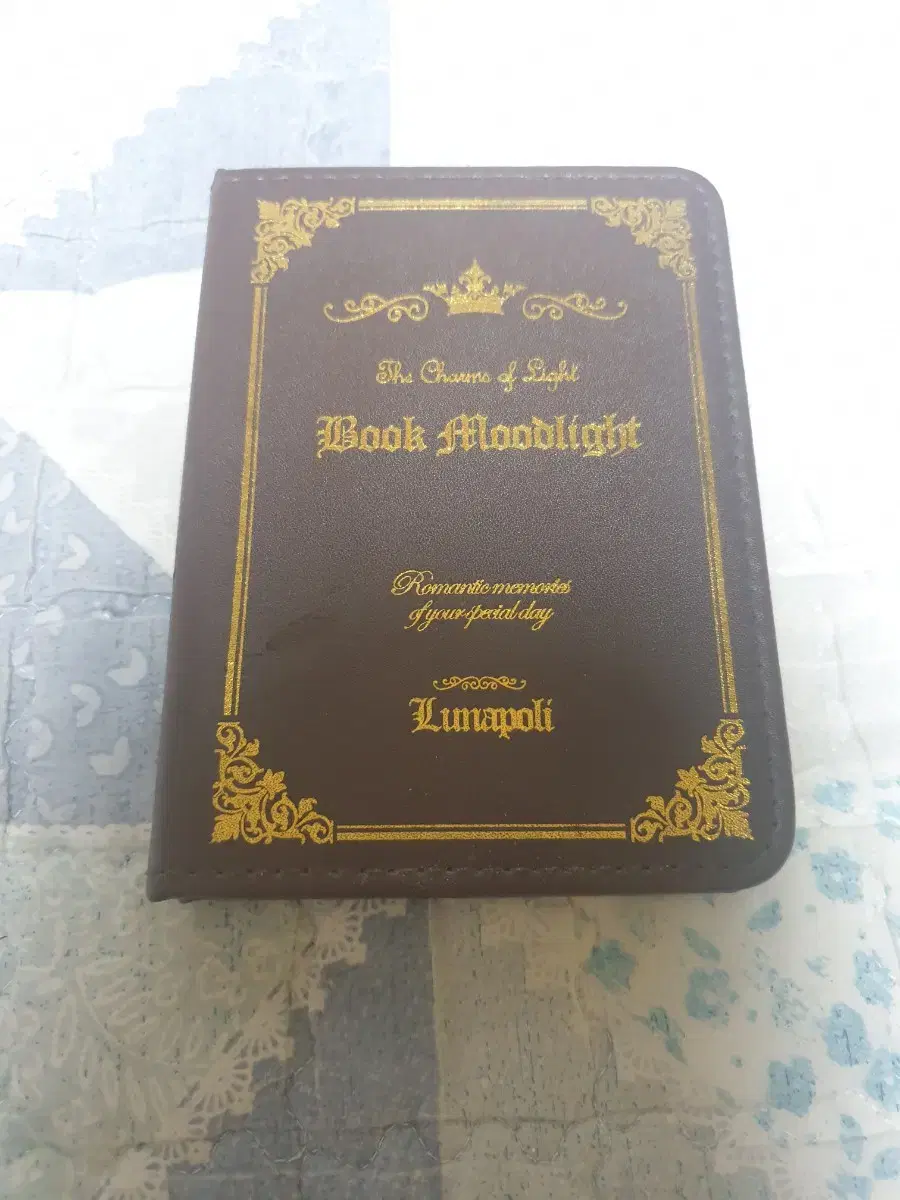 The Charms of Light
Book Moodlight
Romantic memories
of your special day
Lunapoli